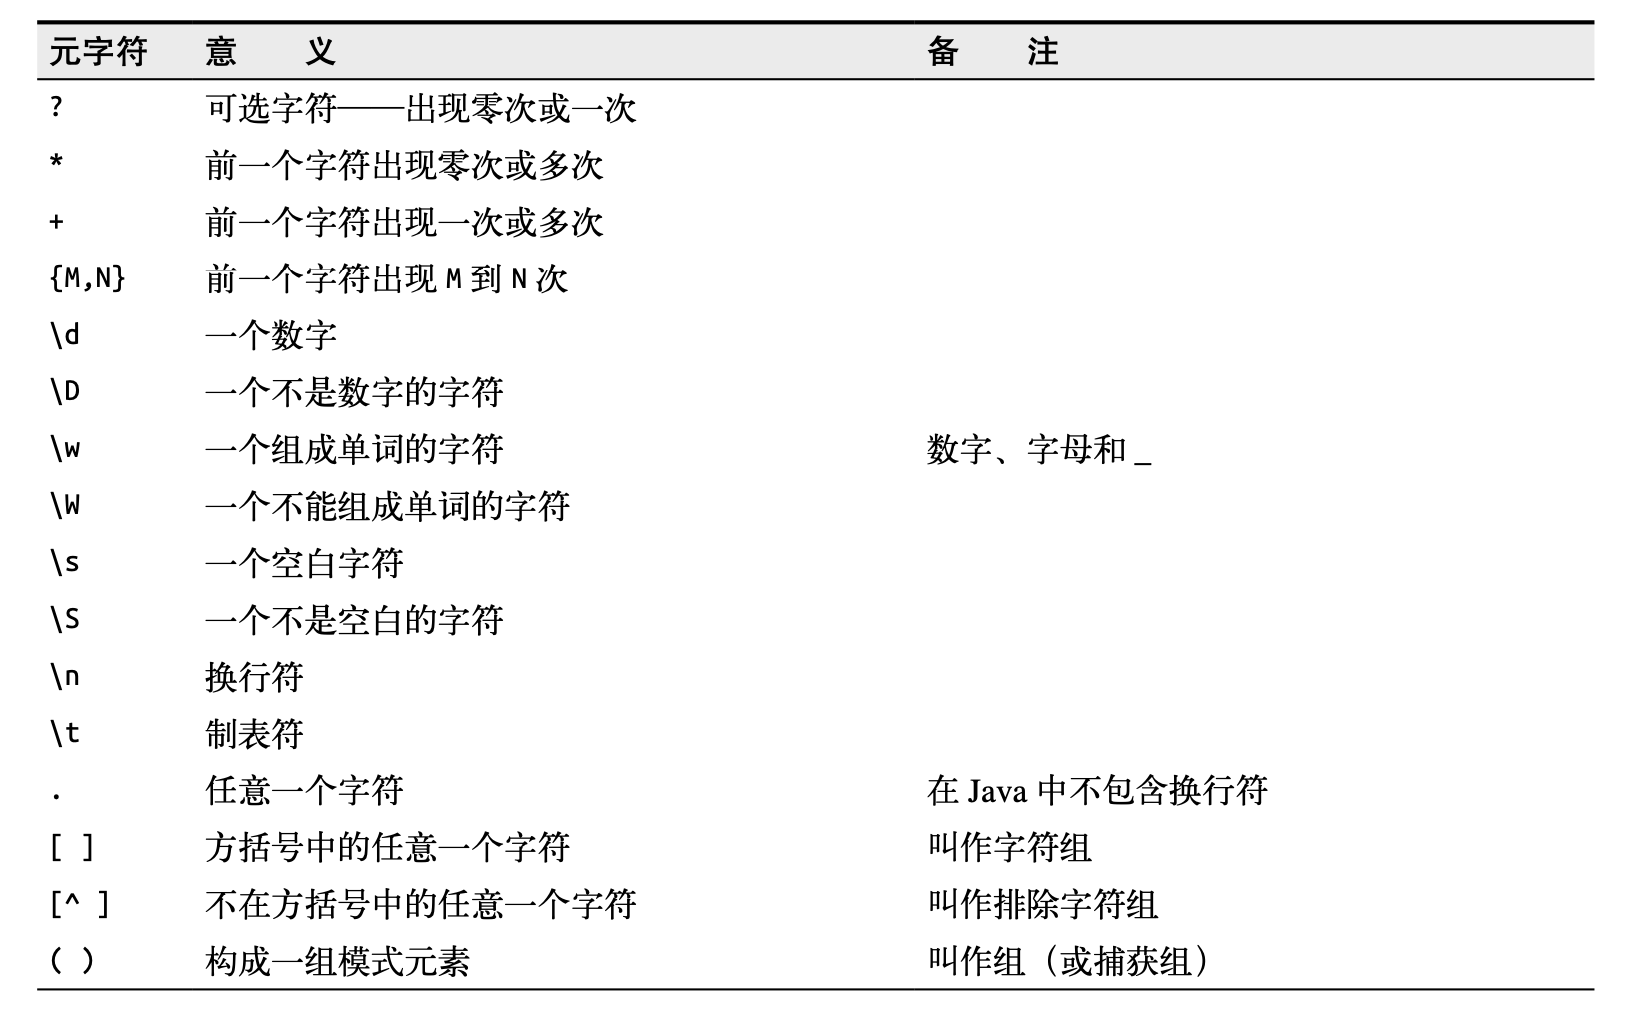 元字符 意 义 备 注
? 可选字符——出现零次或一次
* 前一个字符出现零次或多次
+ 前一个字符出现一次或多次
{M,N} 前一个字符出现 M 到 N 次
\d 一个数字
\D 一个不是数字的字符
\w 一个组成单词的字符 数字、字母和 _
\W 一个不能组成单词的字符
\s 一个空白字符
\S 一个不是空白的字符
\n 换行符
\t 制表符
. 任意一个字符 在 Java 中不包含换行符
[ ] 方括号中的任意一个字符 叫作字符组
[^ ] 不在方括号中的任意一个字符 叫作排除字符组
( ) 构成一组模式元素 叫作组（或捕获组）